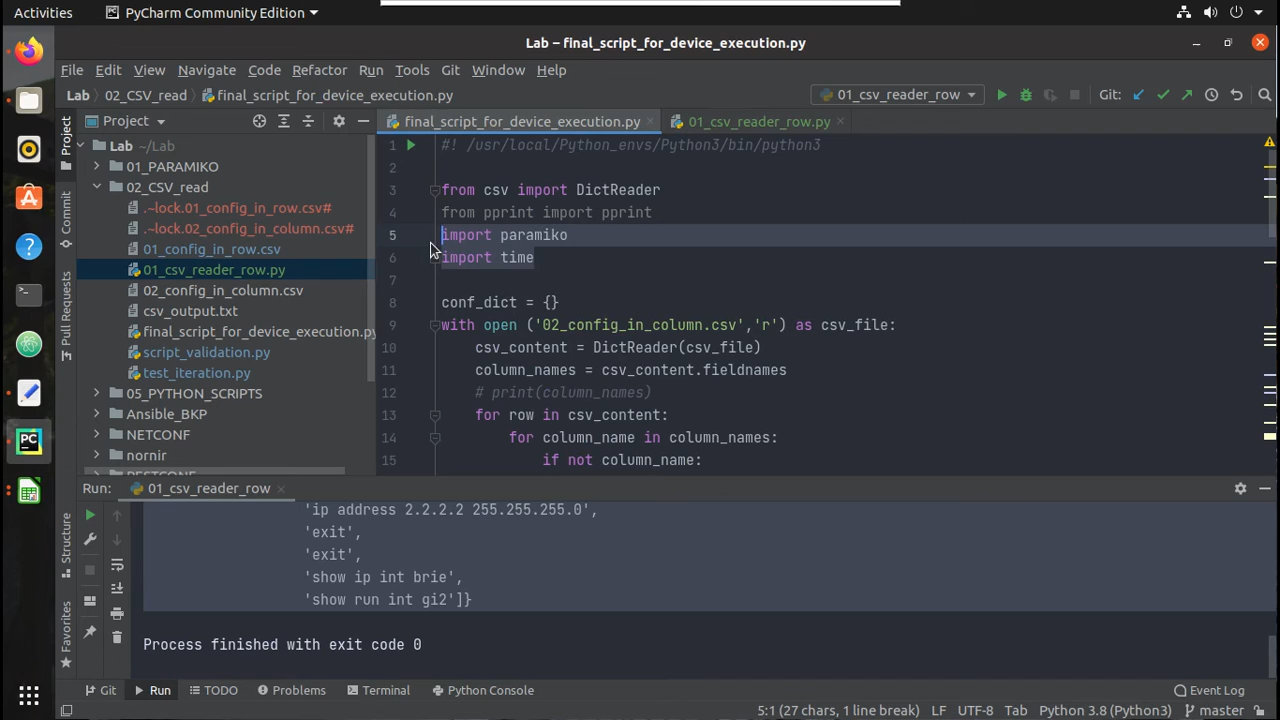 Activities PyCharm Community Edition
Lab – final_script_for_device_execution.py
File Edit View Navigate Code Refactor Run Tools Git Window Help
Lab 02_CSV_read final_script_for_device_execution.py 01_csv_reader_row Git:
Project
final_script_for_device_execution.py 01_csv_reader_row.py
Project
Commit
Pull Requests
Structure
Favorites
Lab ~/Lab
01_PARAMIKO
02_CSV_read
.~lock.01_config_in_row.csv#
.~lock.02_config_in_column.csv#
01_config_in_row.csv
01_csv_reader_row.py
02_config_in_column.csv
csv_output.txt
final_script_for_device_execution.py
script_validation.py
test_iteration.py
05_PYTHON_SCRIPTS
Ansible_BKP
NETCONF
nornir
RESTCONF
1 #! /usr/local/Python_envs/Python3/bin/python3
2
3 from csv import DictReader
4 from pprint import pprint
5 import paramiko
6 import time
7
8 conf_dict = {}
9 with open ('02_config_in_column.csv','r') as csv_file:
10 csv_content = DictReader(csv_file)
11 column_names = csv_content.fieldnames
12 # print(column_names)
13 for row in csv_content:
14 for column_name in column_names:
15 if not column_name:
Run: 01_csv_reader_row
'ip address 2.2.2.2 255.255.255.0',
'exit',
'exit',
'show ip int brie',
'show run int gi2']}
Process finished with exit code 0
Git Run TODO Problems Terminal Python Console Event Log
5:1 (27 chars, 1 line break) LF UTF-8 Tab Python 3.8 (Python3) master